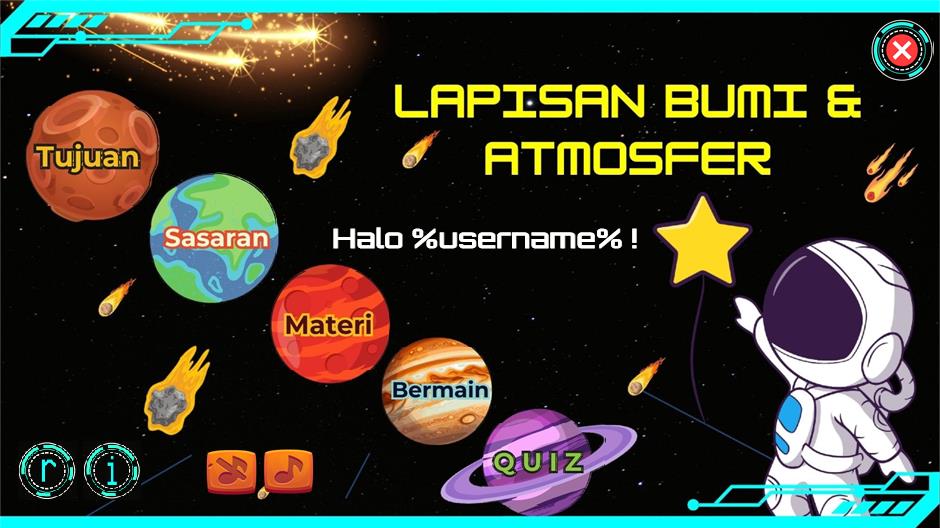 LAPISAN BUMI &
ATMOSFER
Tujuan
Sasaran
Halo %username% !
Materi
Bermain
QUIZ
r
i